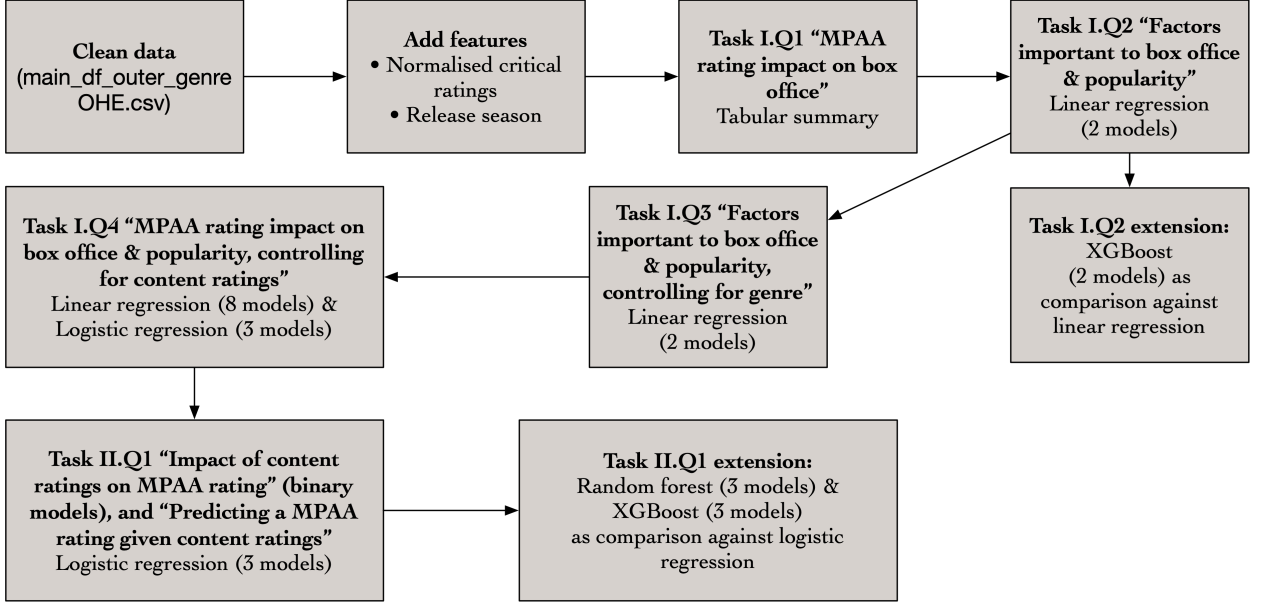 Clean data
(main_df_outer_genre
OHE.csv)
Add features
• Normalised critical
ratings
• Release season
Task I.Q1 “MPAA
rating impact on box
office”
Tabular summary
Task I.Q2 “Factors
important to box office
& popularity”
Linear regression
(2 models)
Task I.Q2 extension:
XGBoost
(2 models) as
comparison against
linear regression
Task I.Q3 “Factors
important to box office
& popularity,
controlling for genre”
Linear regression
(2 models)
Task I.Q4 “MPAA rating impact on
box office & popularity, controlling
for content ratings”
Linear regression (8 models) &
Logistic regression (3 models)
Task II.Q1 “Impact of content
ratings on MPAA rating” (binary
models), and “Predicting a MPAA
rating given content ratings”
Logistic regression (3 models)
Task II.Q1 extension:
Random forest (3 models) &
XGBoost (3 models)
as comparison against logistic
regression